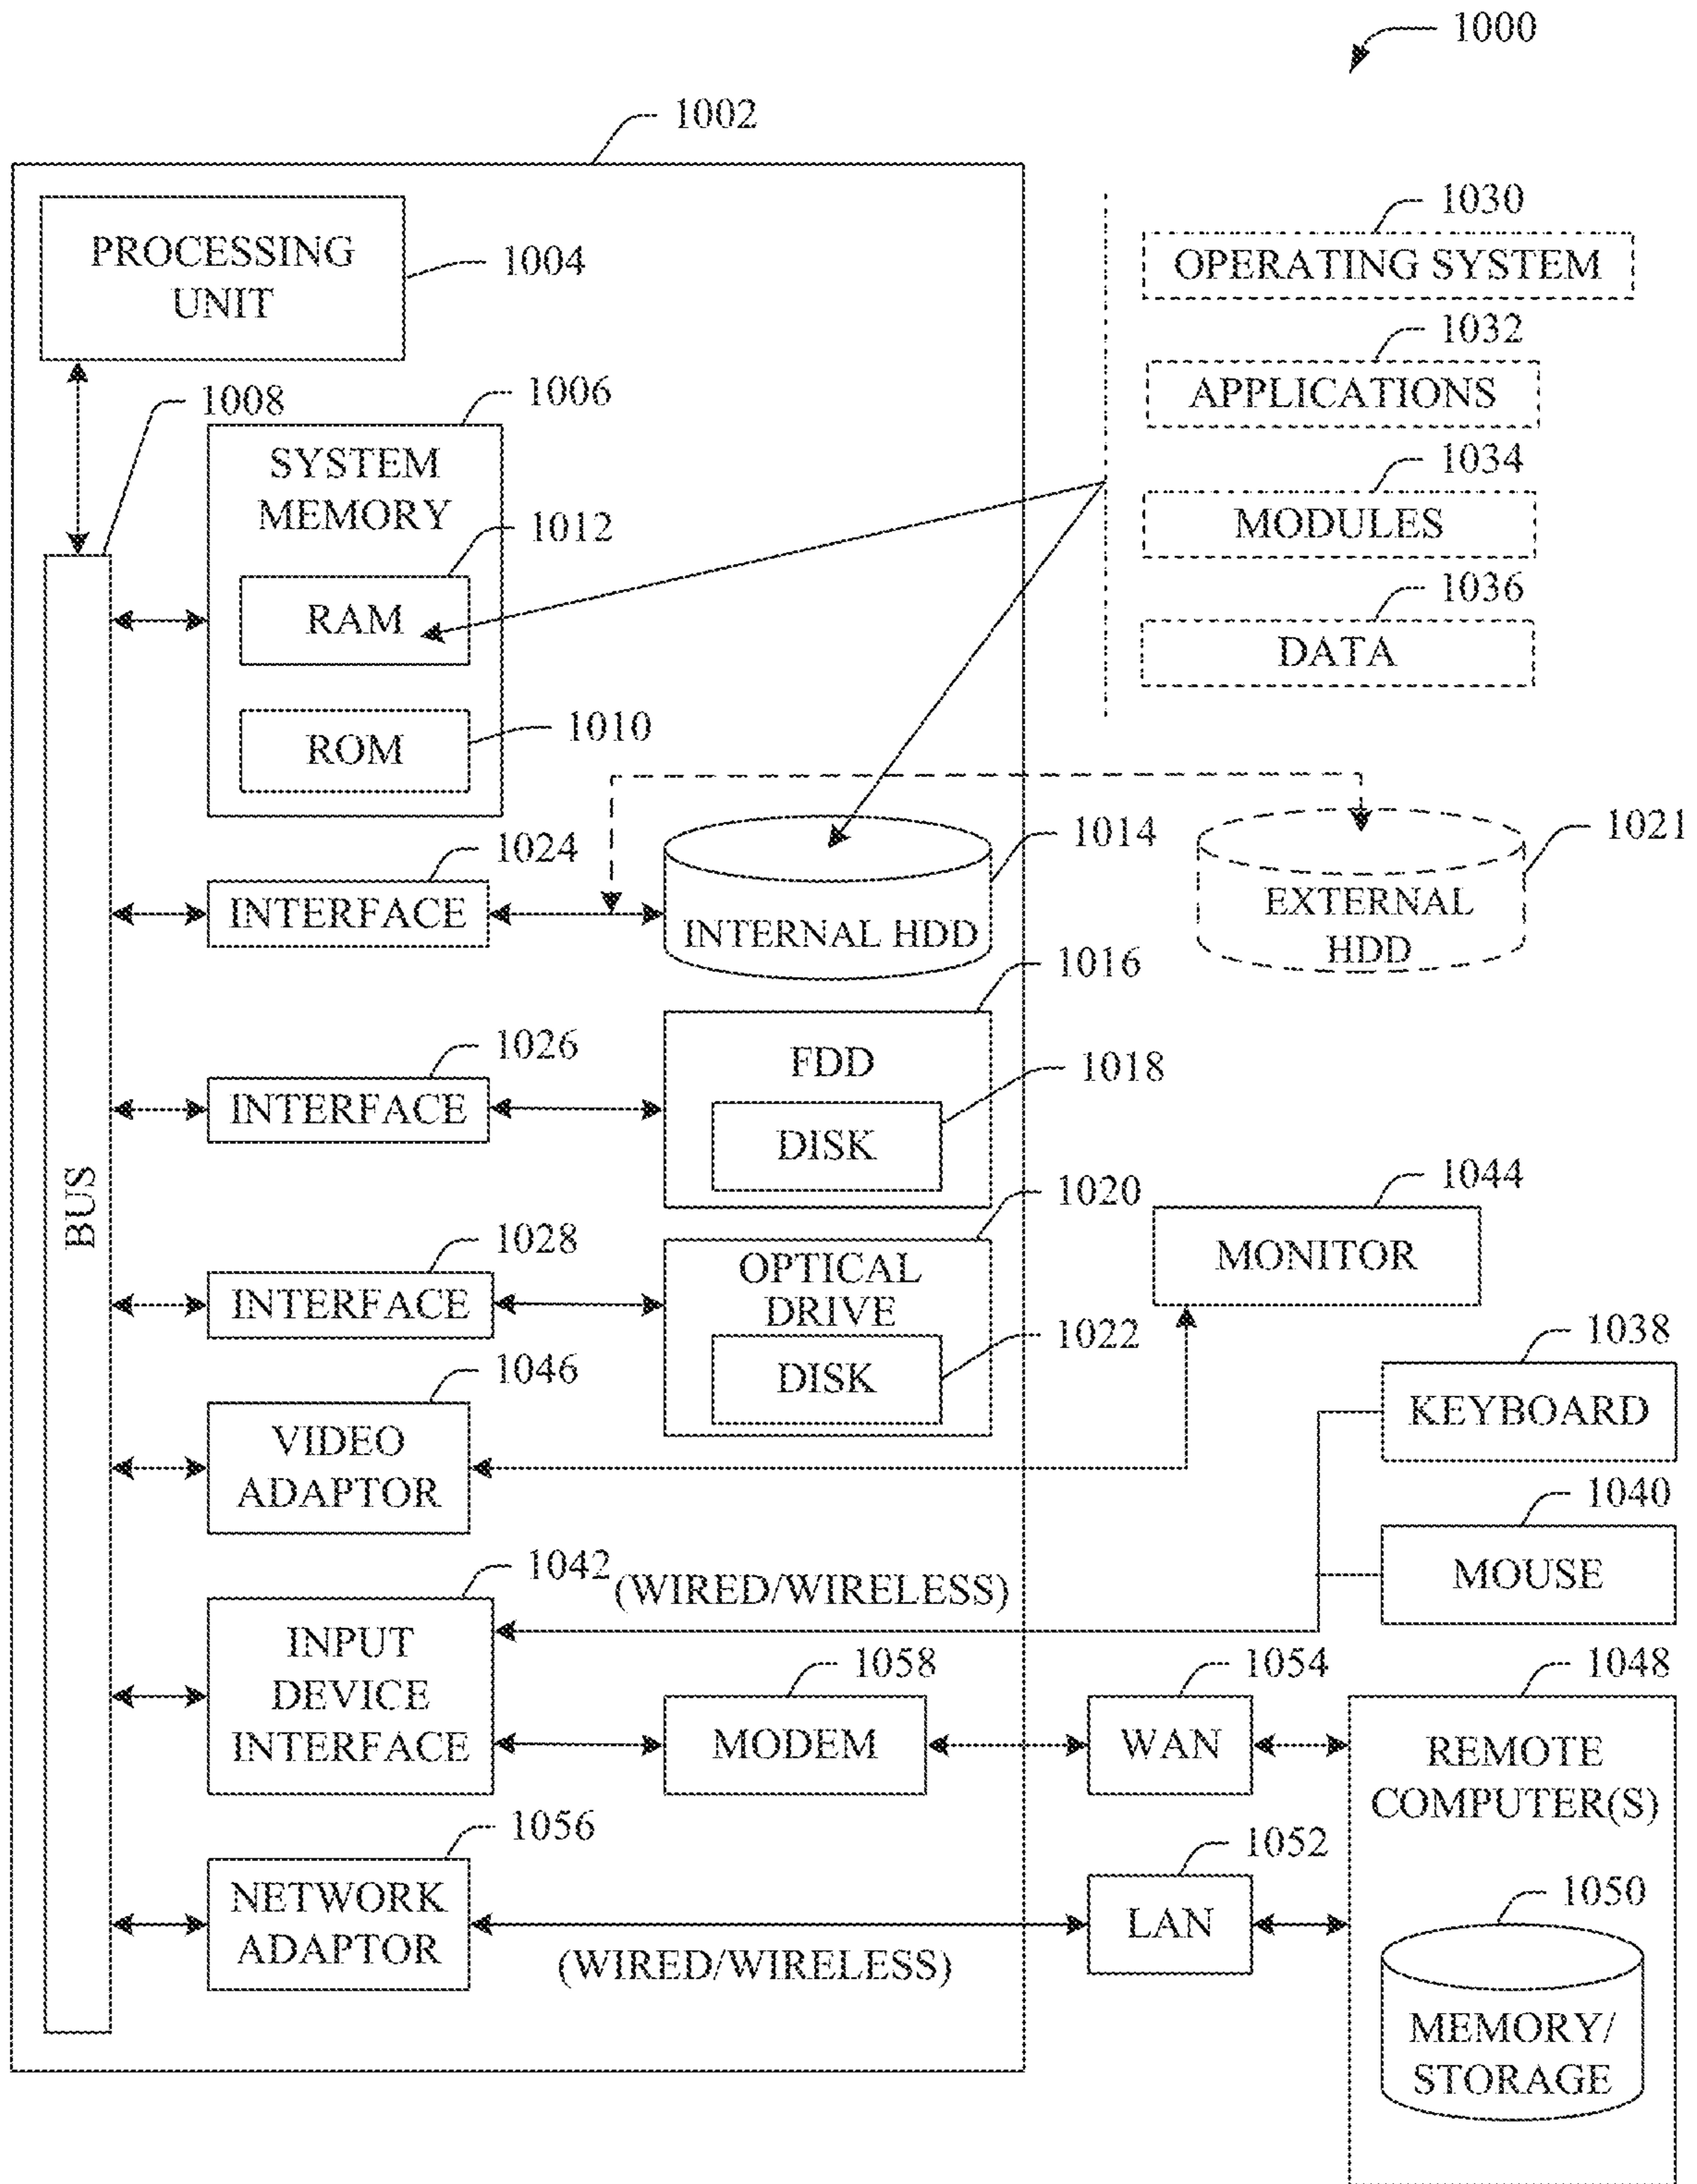 1000
1002
PROCESSING
UNIT
1004
1030
OPERATING SYSTEM
1032
APPLICATIONS
1034
MODULES
1036
DATA
1008
1006
SYSTEM
MEMORY
1012
RAM
1010
ROM
1024
INTERFACE
1014
INTERNAL HDD
1021
EXTERNAL
HDD
1026
INTERFACE
1016
FDD
1018
DISK
BUS
1028
INTERFACE
1020
OPTICAL
DRIVE
1022
DISK
1044
MONITOR
1046
VIDEO
ADAPTOR
1038
KEYBOARD
1040
MOUSE
1042
(WIRED/WIRELESS)
INPUT
DEVICE
INTERFACE
1058
MODEM
1054
WAN
1048
REMOTE
COMPUTER(S)
1056
NETWORK
ADAPTOR
(WIRED/WIRELESS)
1052
LAN
1050
MEMORY/
STORAGE